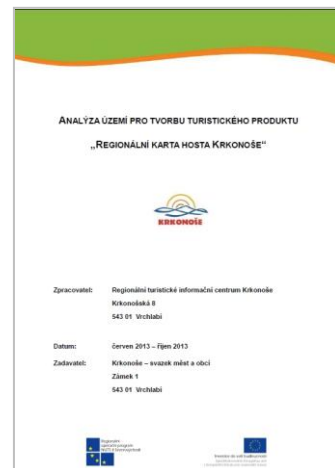 ANALÝZA ÚZEMÍ PRO TVORBU TURISTICKÉHO PRODUKTU
„REGIONÁLNÍ KARTA HOSTA KRKONOŠE“
KRKONOŠE
Zpracovatel: Regionální turistické informační centrum Krkonoše
Krkonošská 8
543 01 Vrchlabí
Datum: červen 2013 – říjen 2013
Zadavatel: Krkonoše – svazek měst a obcí
Zámek 1
543 01 Vrchlabí